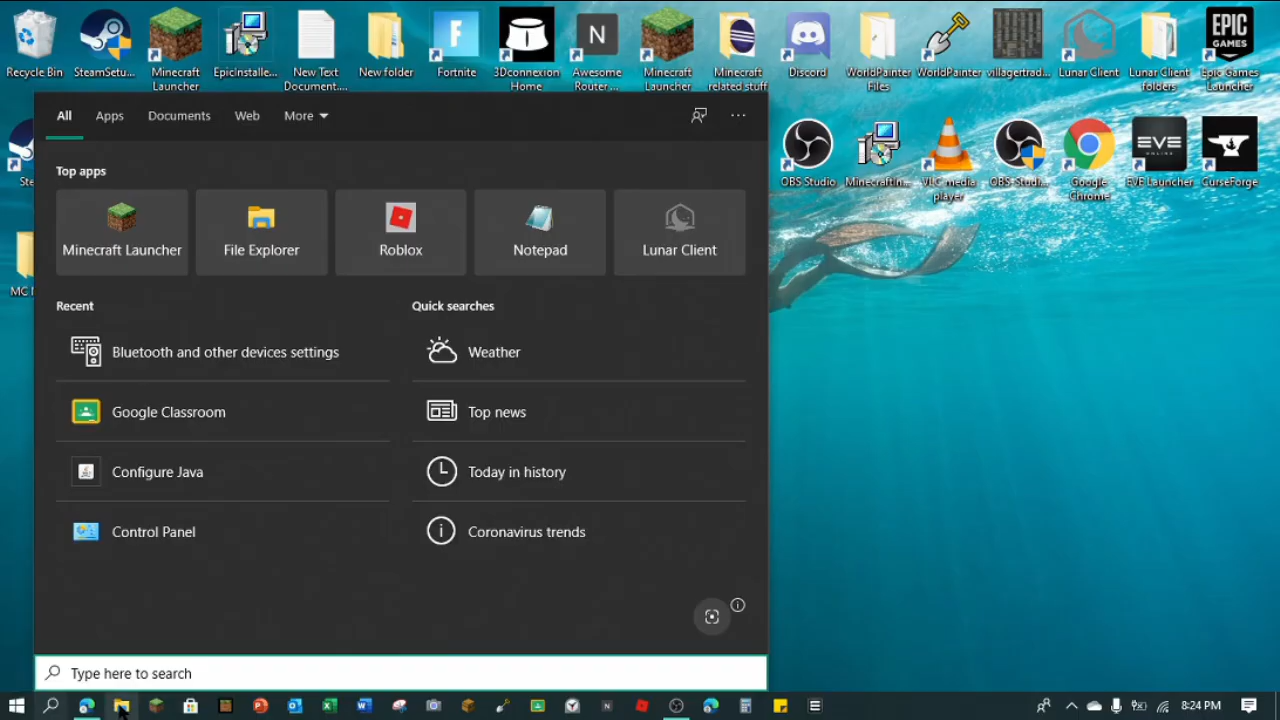 Recycle Bin
SteamSetu...
Minecraft
Launcher
EpicInstalle...
New Text
Document....
New folder
Fortnite
3Dconnexion
Home
N
Awesome
Router ...
Minecraft
Launcher
Minecraft
related stuff
Discord
WorldPainter
Files
WorldPainter
villagertrad...
Lunar Client
Lunar Client
folders
EPIC
GAMES
Epic Games
Launcher
OBS Studio
MinecraftIn...
VLC media
player
OBS-Studi...
Google
Chrome
EVE
ONLINE
EVE Launcher
CurseForge
Ste
MC M
All
Apps
Documents
Web
More
Top apps
Minecraft Launcher
File Explorer
Roblox
Notepad
Lunar Client
Recent
Quick searches
Bluetooth and other devices settings
Weather
Google Classroom
Top news
Configure Java
Today in history
Control Panel
Coronavirus trends
Type here to search
8:24 PM